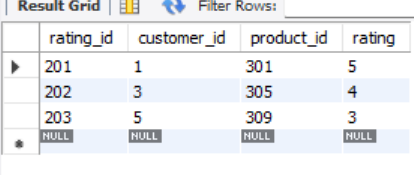 Result Grid Filter Rows:
rating_id customer_id product_id rating
201 1 301 5
202 3 305 4
203 5 309 3
NULL NULL NULL NULL